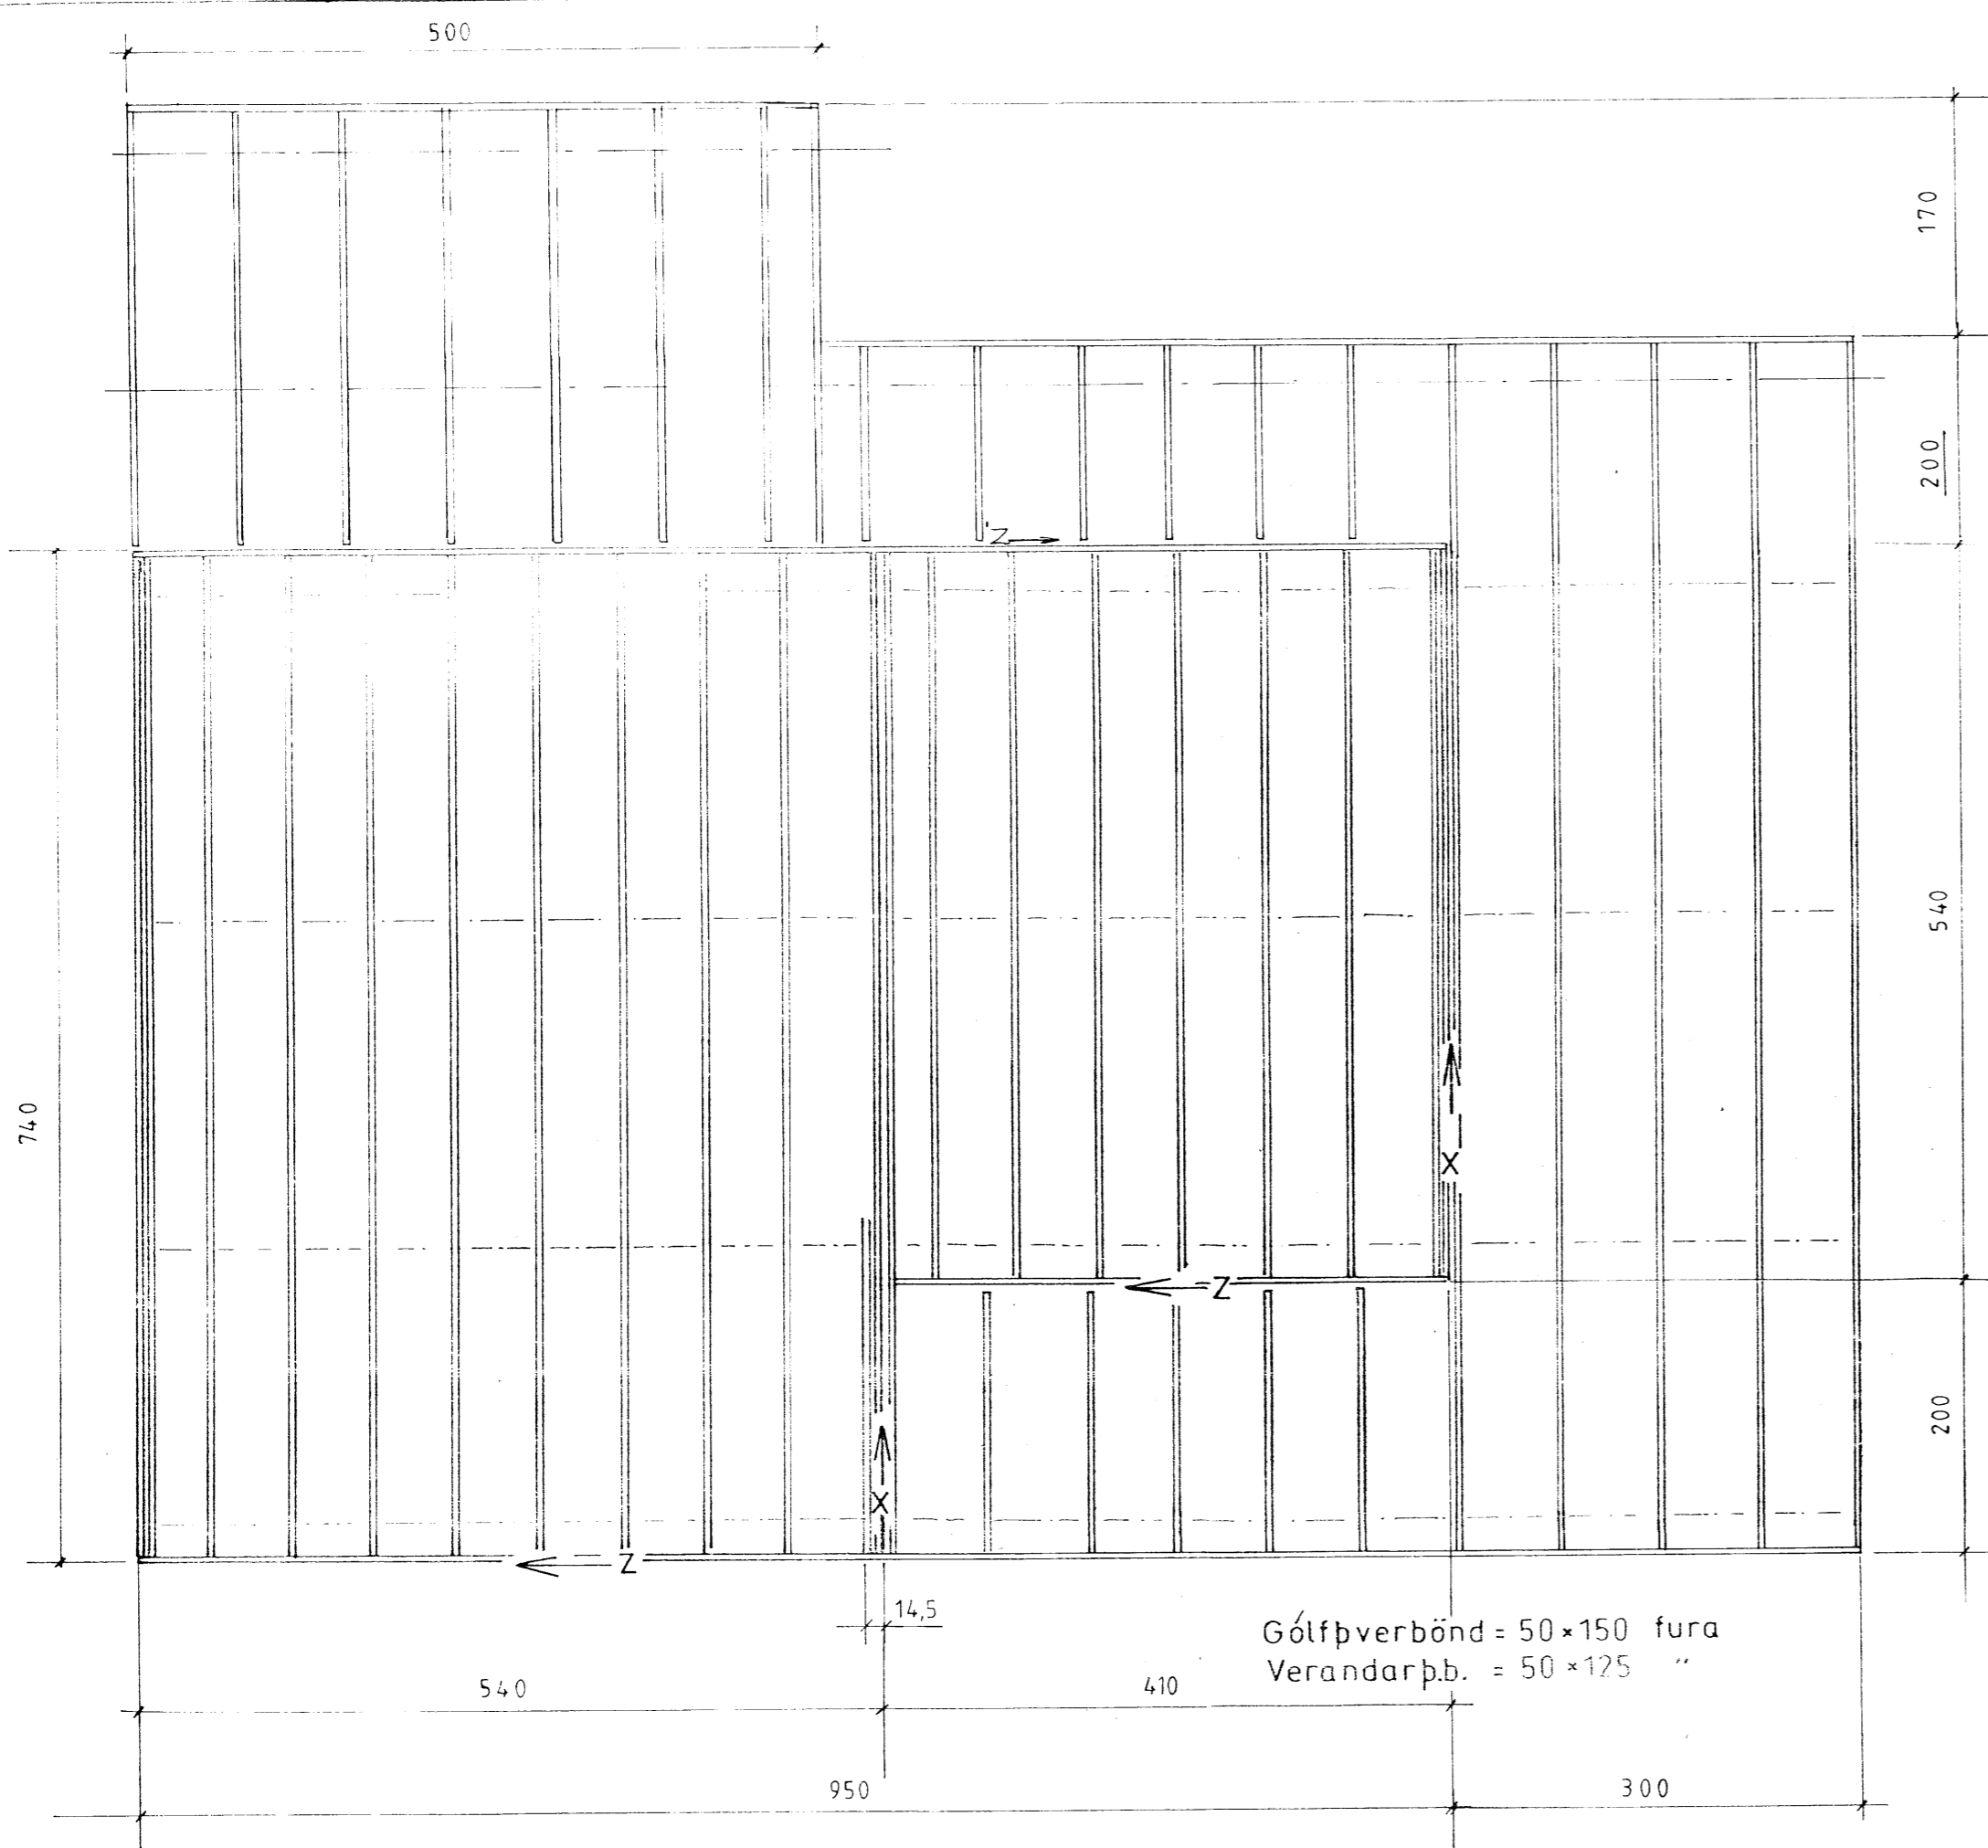 500
170
200
Z
540
740
X
Z
200
X
Z
14,5
Gólfþverbönd = 50×150 fura
Verandarþ.b. = 50×125 "
540
410
950
300